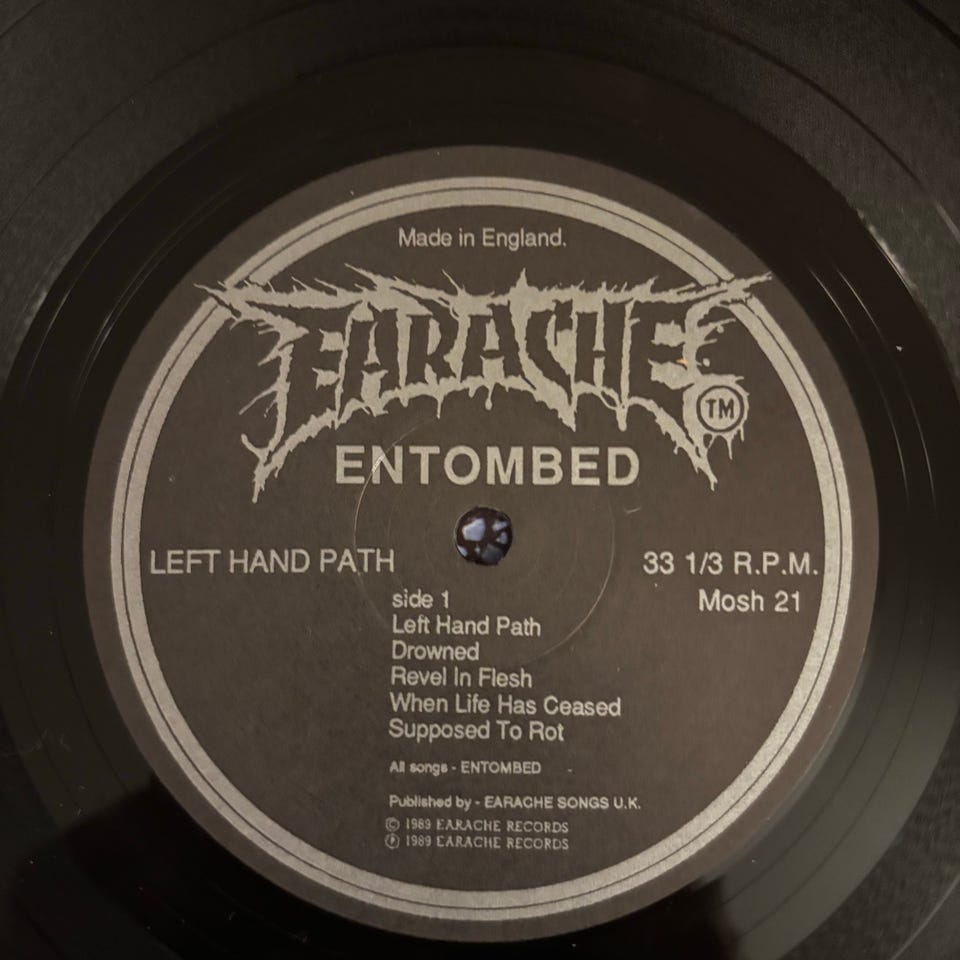 Made in England.
EARACHE
TM
ENTOMBED
LEFT HAND PATH
33 1/3 R.P.M.
Mosh 21
side 1
Left Hand Path
Drowned
Revel In Flesh
When Life Has Ceased
Supposed To Rot
All songs - ENTOMBED -
Published by - EARACHE SONGS U.K.
© 1989 EARACHE RECORDS
℗ 1989 EARACHE RECORDS